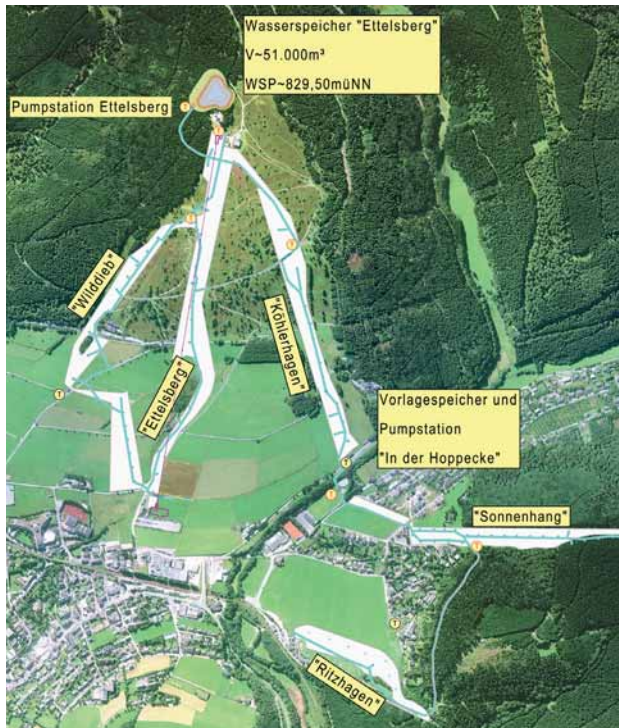 Wasserspeicher "Ettelsberg"
V~51.000m³
WSP~829,50müNN
Pumpstation Ettelsberg
"Wilddieb"
"Ettelsberg"
"Köhlerhagen"
Vorlagespeicher und
Pumpstation
"In der Hoppecke"
"Sonnenhang"
"Ritzhagen"
T
T
T
T
T
T
T
T
T